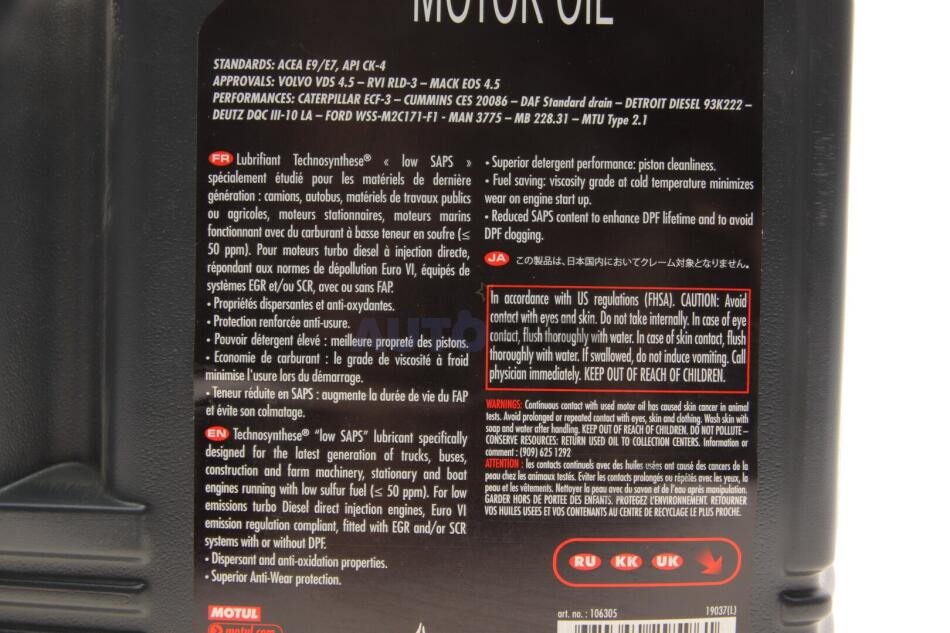 MOTOR OIL
STANDARDS: ACEA E9/E7, API CK-4
APPROVALS: VOLVO VDS 4.5 – RVI RLD-3 – MACK EOS 4.5
PERFORMANCES: CATERPILLAR ECF-3 – CUMMINS CES 20086 – DAF Standard drain – DETROIT DIESEL 93K222 –
DEUTZ DQC III-10 LA – FORD WSS-M2C171-F1 - MAN 3775 – MB 228.31 – MTU Type 2.1
FR Lubrifiant Technosynthese® « low SAPS »
spécialement étudié pour les matériels de dernière
génération : camions, autobus, matériels de travaux publics
ou agricoles, moteurs stationnaires, moteurs marins
fonctionnant avec du carburant à basse teneur en soufre (≤
50 ppm). Pour moteurs turbo diesel à injection directe,
répondant aux normes de dépollution Euro VI, équipés de
systèmes EGR et/ou SCR, avec ou sans FAP.
• Propriétés dispersantes et anti-oxydantes.
• Protection renforcée anti-usure.
• Pouvoir détergent élevé : meilleure propreté des pistons.
• Economie de carburant : le grade de viscosité à froid
minimise l'usure lors du démarrage.
• Teneur réduite en SAPS : augmente la durée de vie du FAP
et évite son colmatage.
EN Technosynthese® "low SAPS" lubricant specifically
designed for the latest generation of trucks, buses,
construction and farm machinery, stationary and boat
engines running with low sulfur fuel (≤ 50 ppm). For low
emissions turbo Diesel direct injection engines, Euro VI
emission regulation compliant, fitted with EGR and/or SCR
systems with or without DPF.
• Dispersant and anti-oxidation properties.
• Superior Anti-Wear protection.
• Superior detergent performance: piston cleanliness.
• Fuel saving: viscosity grade at cold temperature minimizes
wear on engine start up.
• Reduced SAPS content to enhance DPF lifetime and to avoid
DPF clogging.
JA この製品は、日本国内においてクレーム対象となりません。
In accordance with US regulations (FHSA). CAUTION: Avoid
contact with eyes and skin. Do not take internally. In case of eye
contact, flush thoroughly with water. In case of skin contact, flush
thoroughly with water. If swallowed, do not induce vomiting. Call
physician immediately. KEEP OUT OF REACH OF CHILDREN.
WARNINGS: Continuous contact with used motor oil has caused skin cancer in animal
tests. Avoid prolonged or repeated contact with eyes, skin and clothing. Wash skin with
soap and water after handling. KEEP OUT OF REACH OF CHILDREN. DO NOT POLLUTE –
CONSERVE RESOURCES: RETURN USED OIL TO COLLECTION CENTERS. Information or
comment : (909) 625 1292
ATTENTION : les contacts continuels avec des huiles usées ont causé des cancers de la
peau chez les animaux testés. Eviter les contacts prolongés ou répétés avec les yeux, la
peau et les vêtements. Nettoyer la peau avec du savon et de l'eau après manipulation.
GARDER HORS DE PORTEE DES ENFANTS. PROTEGEZ L'ENVIRONNEMENT. RETOURNER
VOS HUILES USEES ET VOS CONTENANTS AU CENTRE DE RECYCLAGE LE PLUS PROCHE.
RU KK UK
MOTUL
motul.com
art. no. : 106305 19037(L)